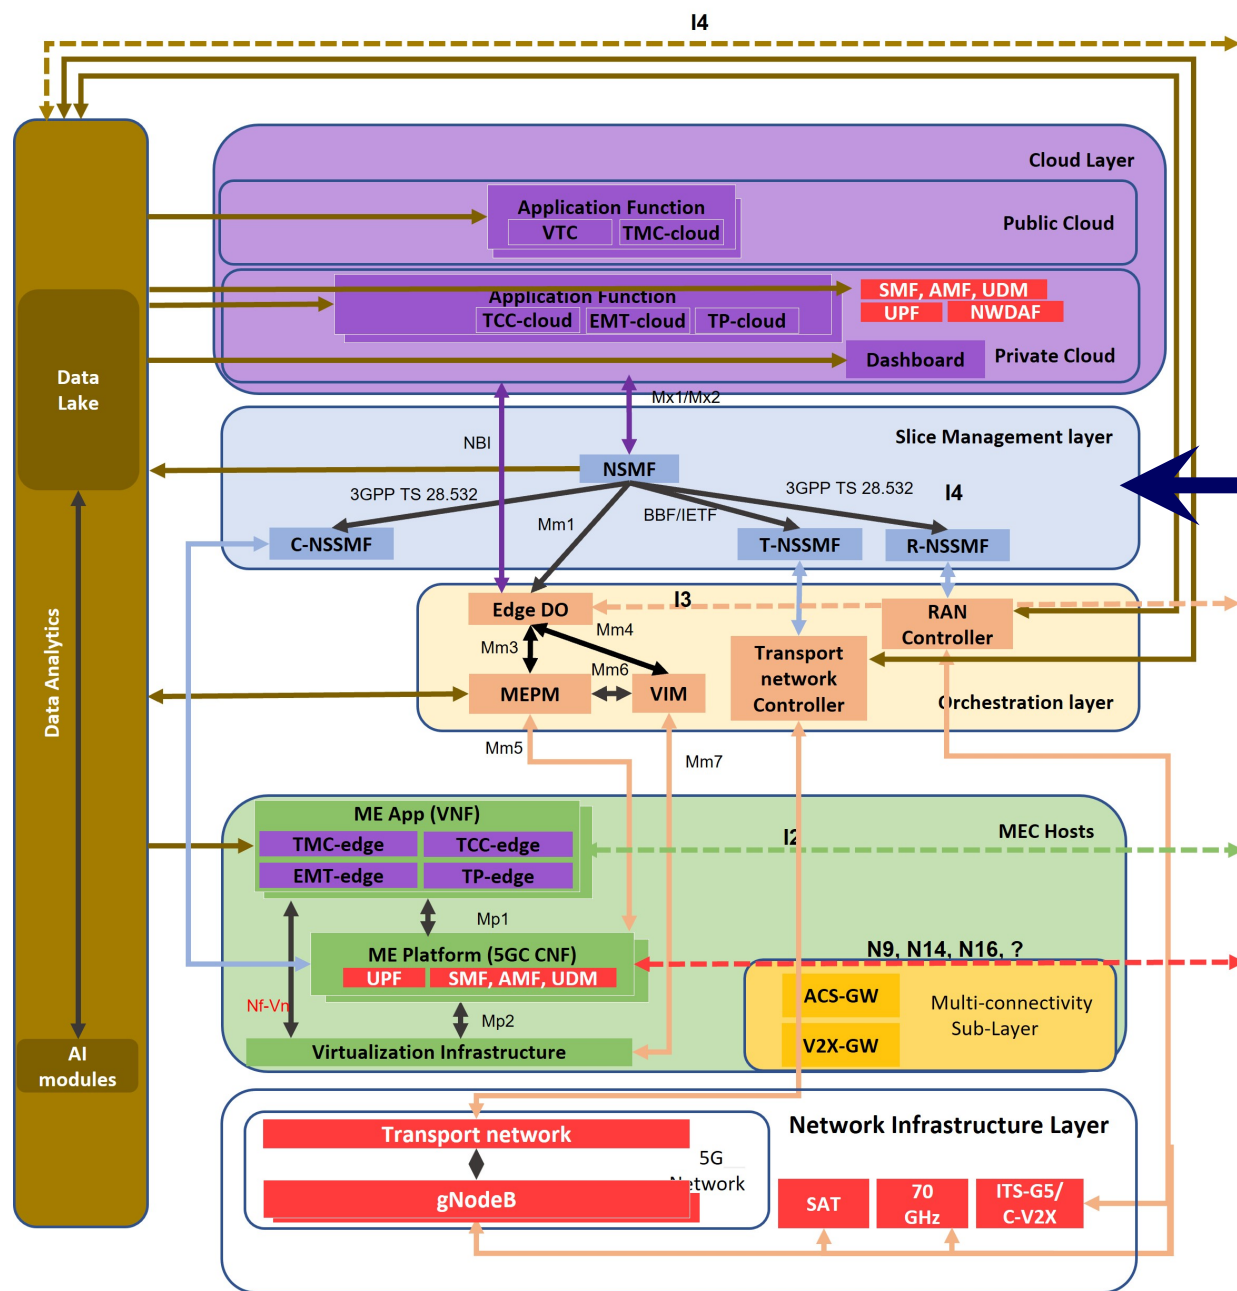 I4
Cloud Layer
Application Function
VTC
TMC-cloud
Public Cloud
Application Function
TCC-cloud
EMT-cloud
TP-cloud
SMF, AMF, UDM
UPF
NWDAF
Dashboard
Private Cloud
Data
Lake
Data Analytics
AI
modules
NBI
Mx1/Mx2
Slice Management layer
NSMF
3GPP TS 28.532
Mm1
BBF/IETF
3GPP TS 28.532
I4
C-NSSMF
T-NSSMF
R-NSSMF
Edge DO
I3
RAN
Controller
Mm3
Mm4
Mm6
Transport
network
Controller
MEPM
VIM
Orchestration layer
Mm5
Mm7
ME App (VNF)
TMC-edge
TCC-edge
EMT-edge
TP-edge
I2
MEC Hosts
Mp1
N9, N14, N16, ?
ME Platform (5GC CNF)
UPF
SMF, AMF, UDM
Nf-Vn
Mp2
Virtualization Infrastructure
ACS-GW
V2X-GW
Multi-connectivity
Sub-Layer
Network Infrastructure Layer
Transport network
5G
Network
gNodeB
SAT
70
GHz
ITS-G5/
C-V2X